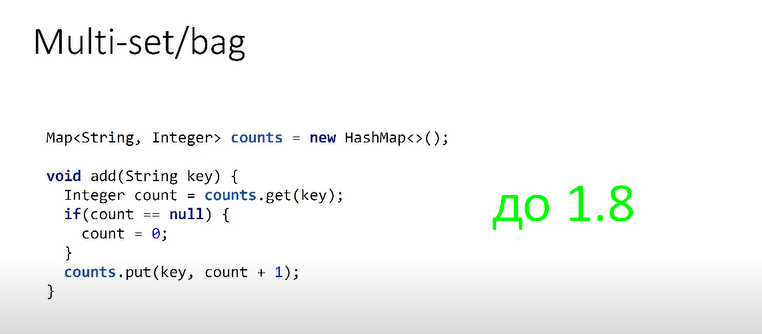 Multi-set/bag
Map<String, Integer> counts = new HashMap<>();
void add(String key) {
Integer count = counts.get(key);
if(count == null) {
count = 0;
}
counts.put(key, count + 1);
}
до 1.8